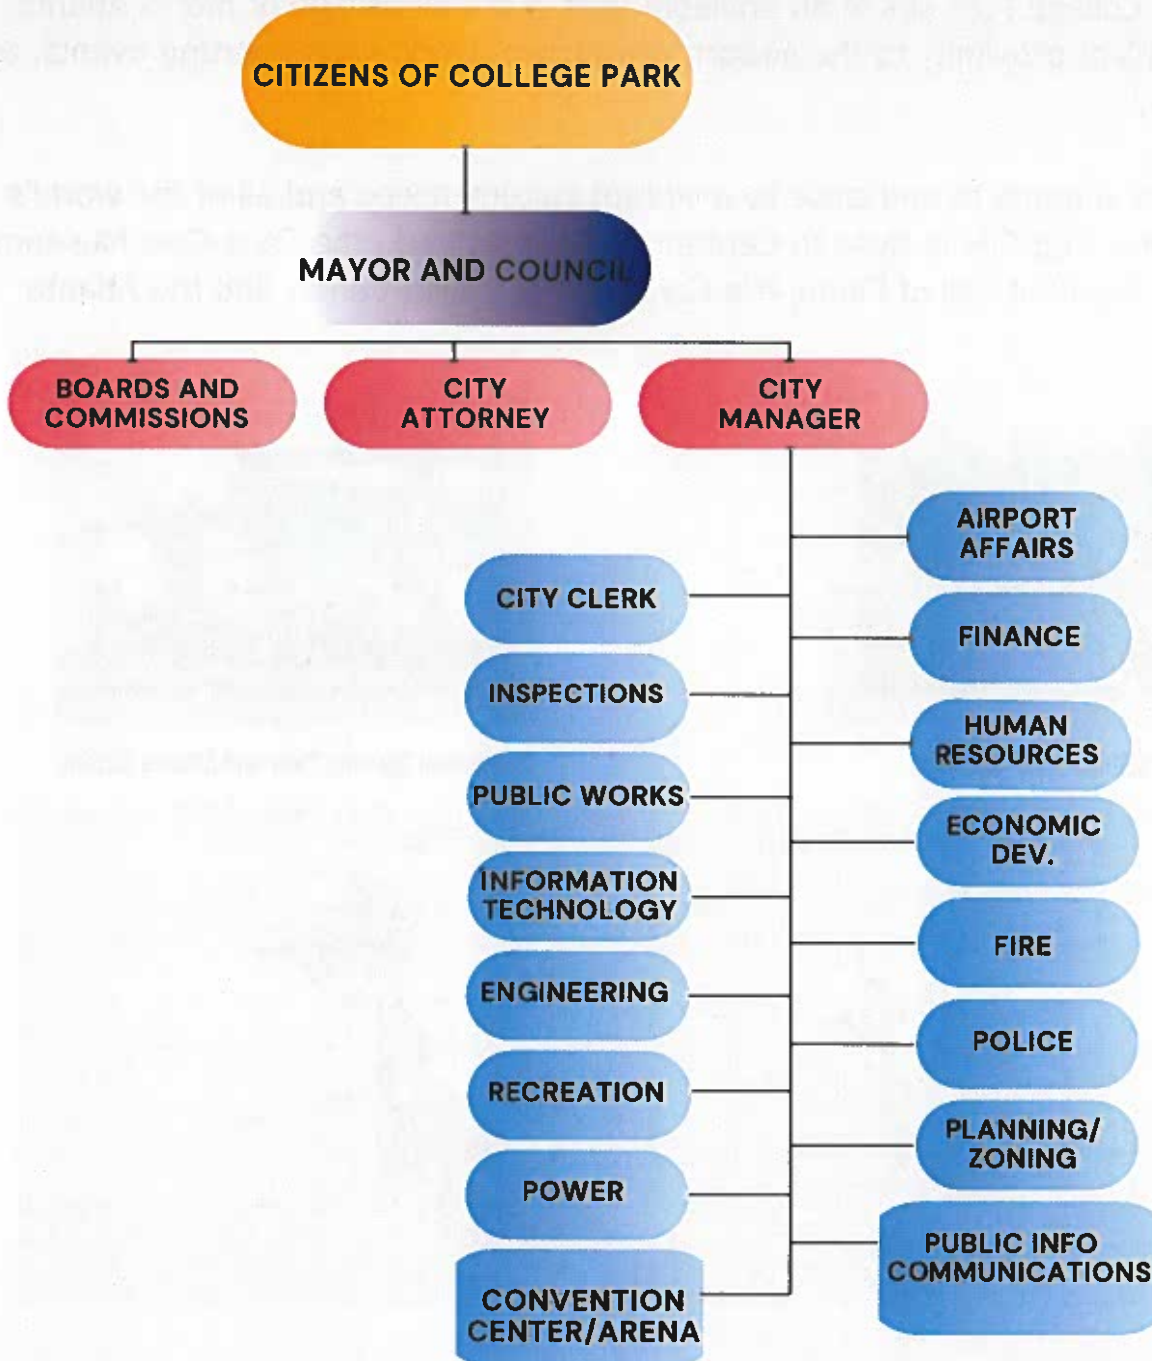 CITIZENS OF COLLEGE PARK
MAYOR AND COUNCIL
BOARDS AND
COMMISSIONS
CITY
ATTORNEY
CITY
MANAGER
AIRPORT
AFFAIRS
CITY CLERK
FINANCE
INSPECTIONS
HUMAN
RESOURCES
PUBLIC WORKS
ECONOMIC
DEV.
INFORMATION
TECHNOLOGY
FIRE
ENGINEERING
POLICE
RECREATION
PLANNING/
ZONING
POWER
PUBLIC INFO
COMMUNICATIONS
CONVENTION
CENTER/ARENA